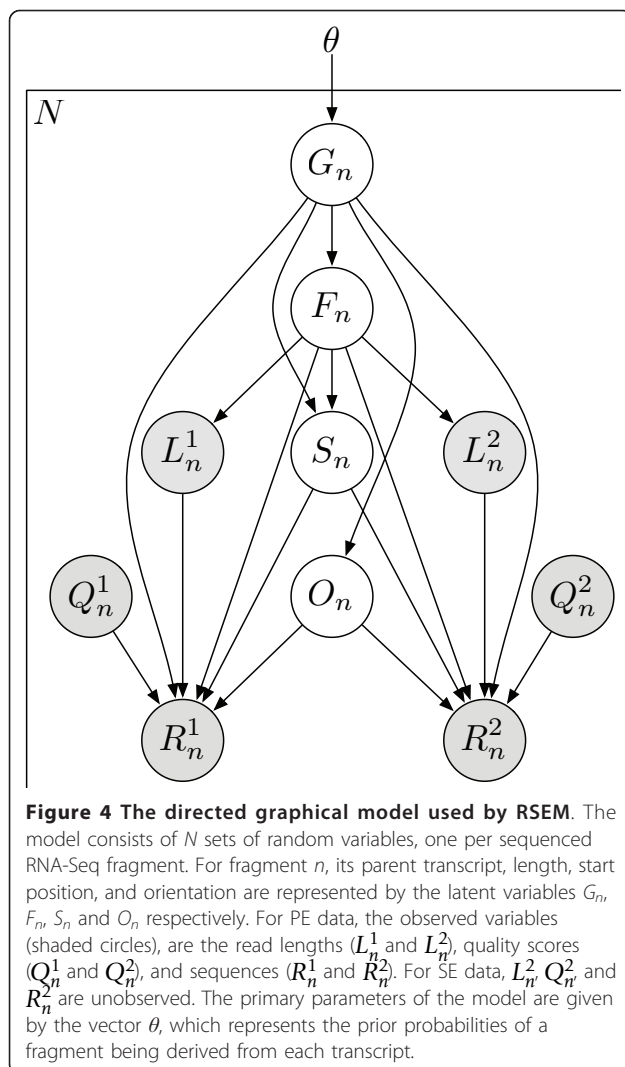 θ
N
G_n
F_n
L_n^1 S_n L_n^2
Q_n^1 O_n Q_n^2
R_n^1 R_n^2
Figure 4 The directed graphical model used by RSEM. The
model consists of N sets of random variables, one per sequenced
RNA-Seq fragment. For fragment n, its parent transcript, length, start
position, and orientation are represented by the latent variables G_n,
F_n, S_n and O_n respectively. For PE data, the observed variables
(shaded circles), are the read lengths (L_n^1 and L_n^2), quality scores
(Q_n^1 and Q_n^2), and sequences (R_n^1 and R_n^2). For SE data, L_n^2, Q_n^2, and
R_n^2 are unobserved. The primary parameters of the model are given
by the vector θ, which represents the prior probabilities of a
fragment being derived from each transcript.